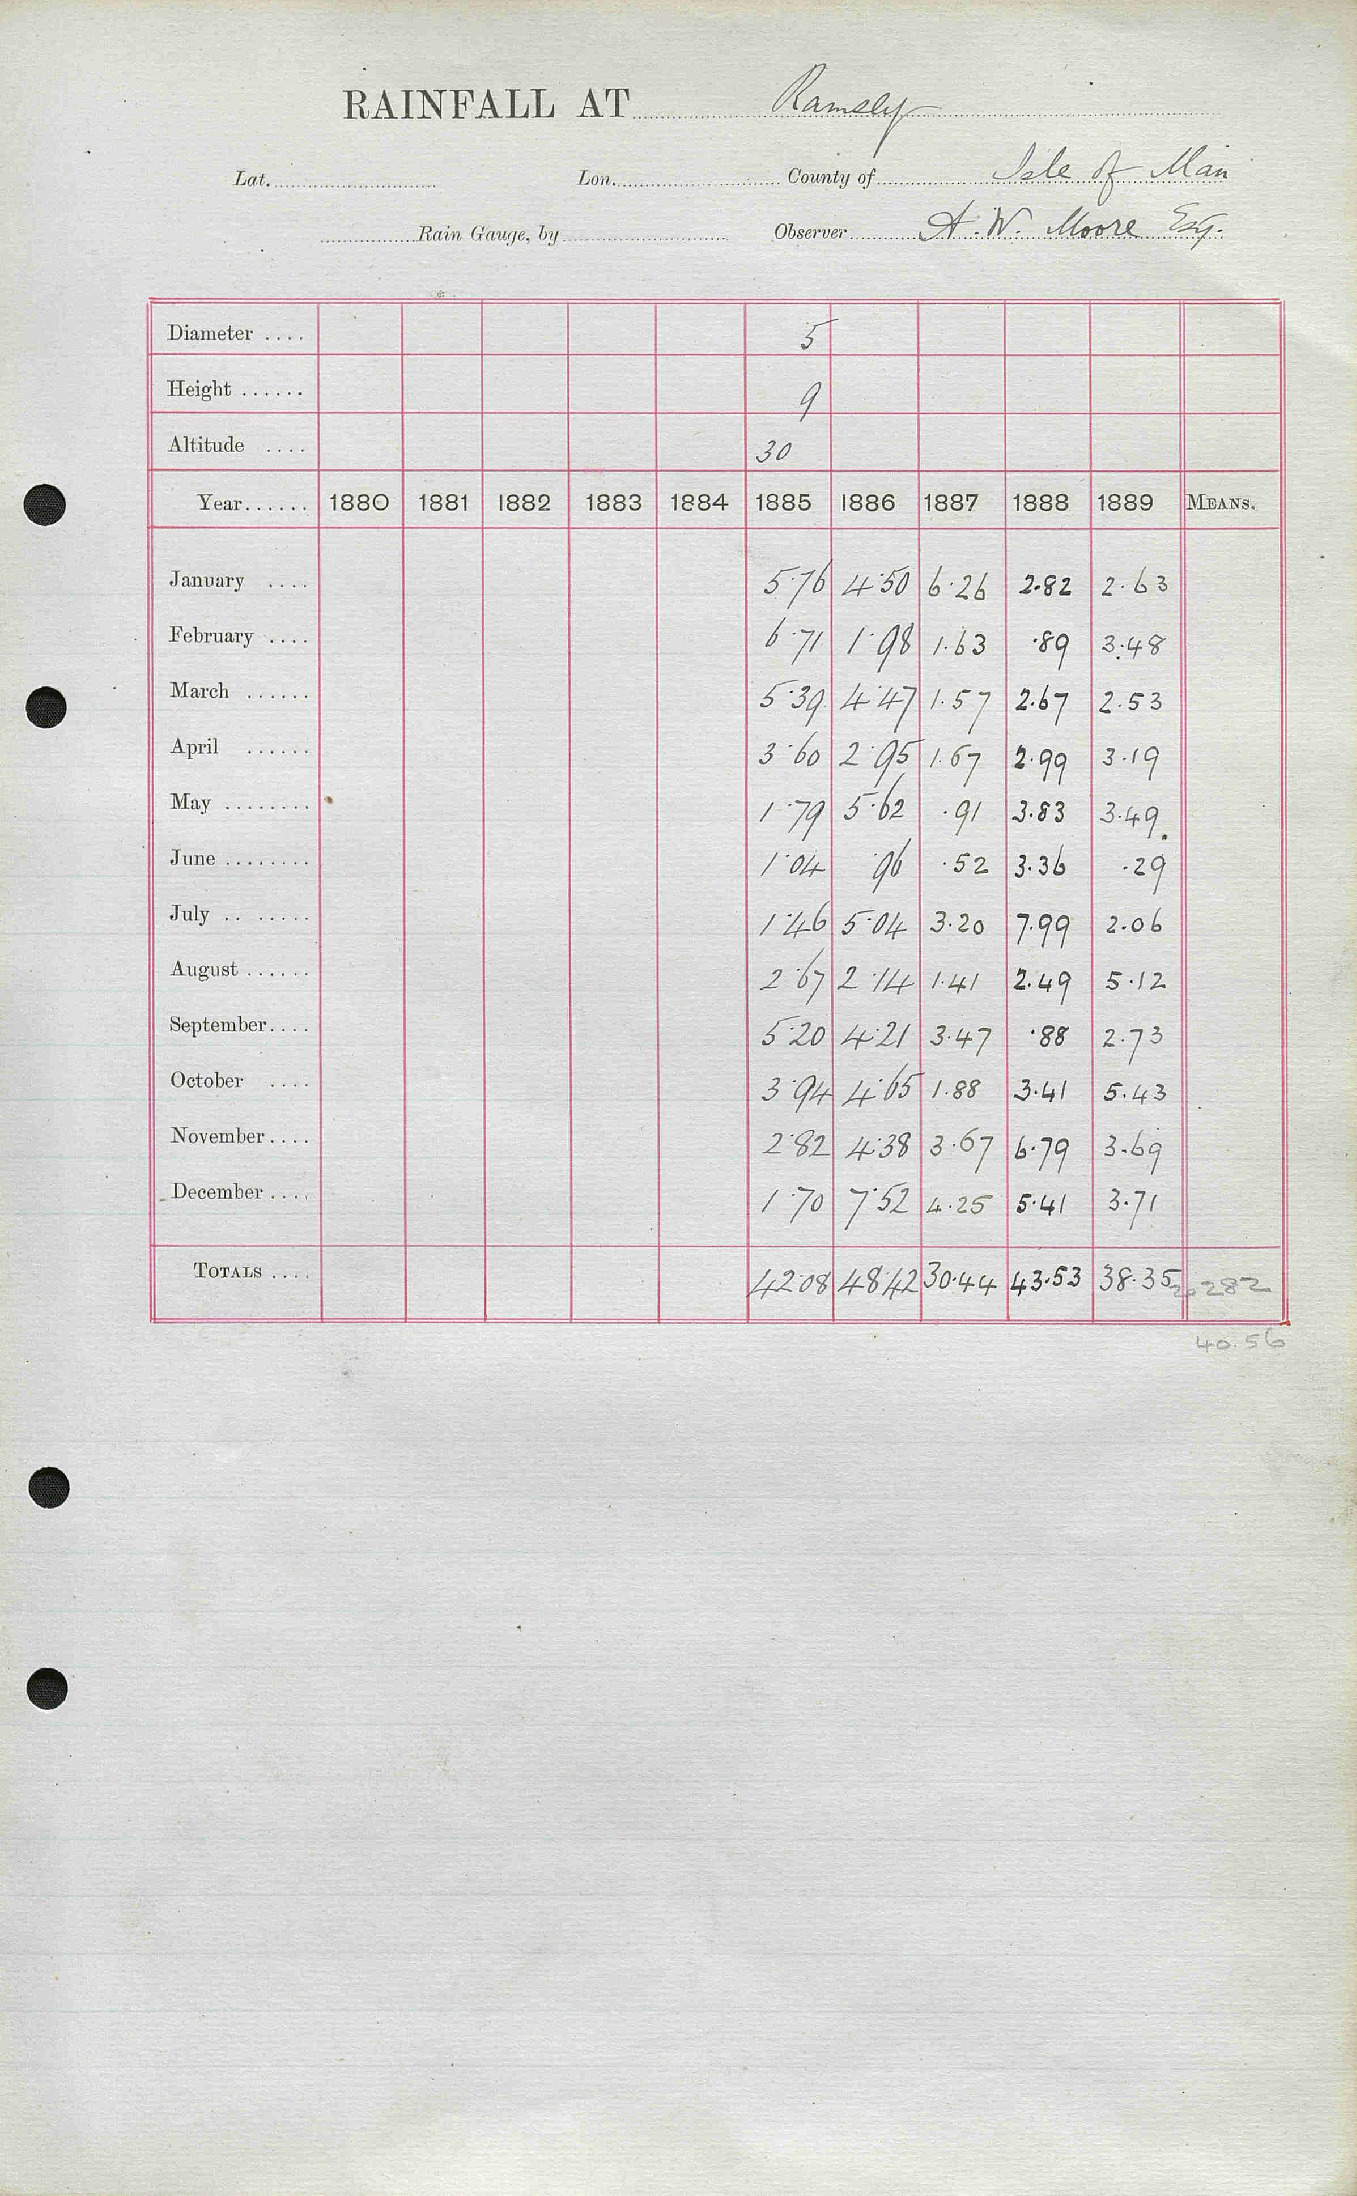 RAINFALL AT Ramsey
Lat. Lon. County of Isle of Man
Rain Gauge, by Observer A. W. Moore Esq.
Diameter .... 5
Height ...... 9
Altitude .... 30
Year...... 1880 1881 1882 1883 1884 1885 1886 1887 1888 1889 MEANS.
January .... 5.76 4.50 6.26 2.82 2.63
February .... 6.71 1.98 1.63 .89 3.48
March ...... 5.39 4.47 1.57 2.67 2.53
April ...... 3.60 2.95 1.67 2.99 3.19
May ........ 1.79 5.62 .91 3.83 3.49
June ........ 1.04 .96 .52 3.36 .29
July .. ..... 1.46 5.04 3.20 7.99 2.06
August ...... 2.67 2.14 1.41 2.49 5.12
September.... 5.20 4.21 3.47 .88 2.73
October .... 3.94 4.65 1.88 3.41 5.43
November.... 2.82 4.38 3.67 6.79 3.69
December .... 1.70 7.52 4.25 5.41 3.71
TOTALS .... 42.08 48.42 30.44 43.53 38.35 282
40.56